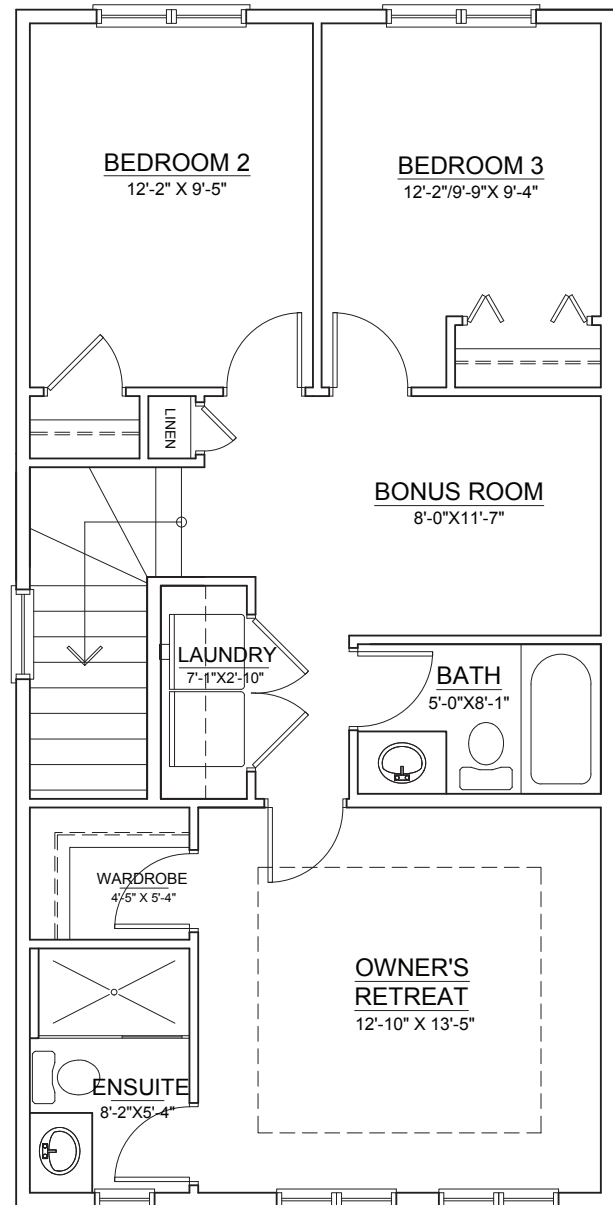 BEDROOM 2
12'-2" X 9'-5"
BEDROOM 3
12'-2"/9'-9"X 9'-4"
LINEN
BONUS ROOM
8'-0"X11'-7"
LAUNDRY
7'-1"X2'-10"
BATH
5'-0"X8'-1"
WARDROBE
4'-5" X 5'-4"
OWNER'S
RETREAT
12'-10" X 13'-5"
ENSUITE
8'-2"X5'-4"